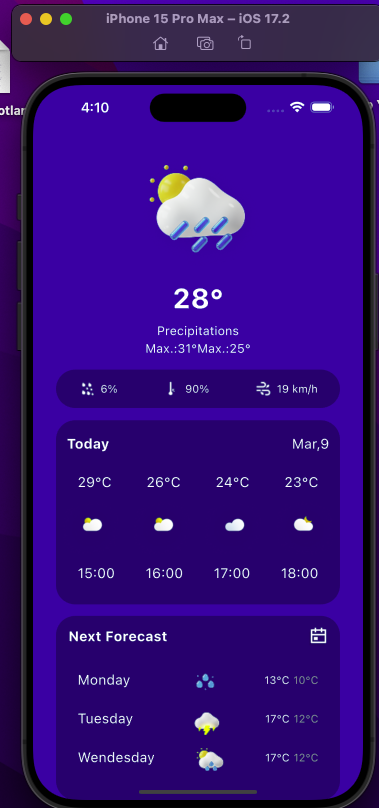 iPhone 15 Pro Max – iOS 17.2
4:10
28°
Precipitations
Max.:31°Max.:25°
6% 90% 19 km/h
Today Mar,9
29°C 26°C 24°C 23°C
15:00 16:00 17:00 18:00
Next Forecast
Monday 13°C 10°C
Tuesday 17°C 12°C
Wendesday 17°C 12°C